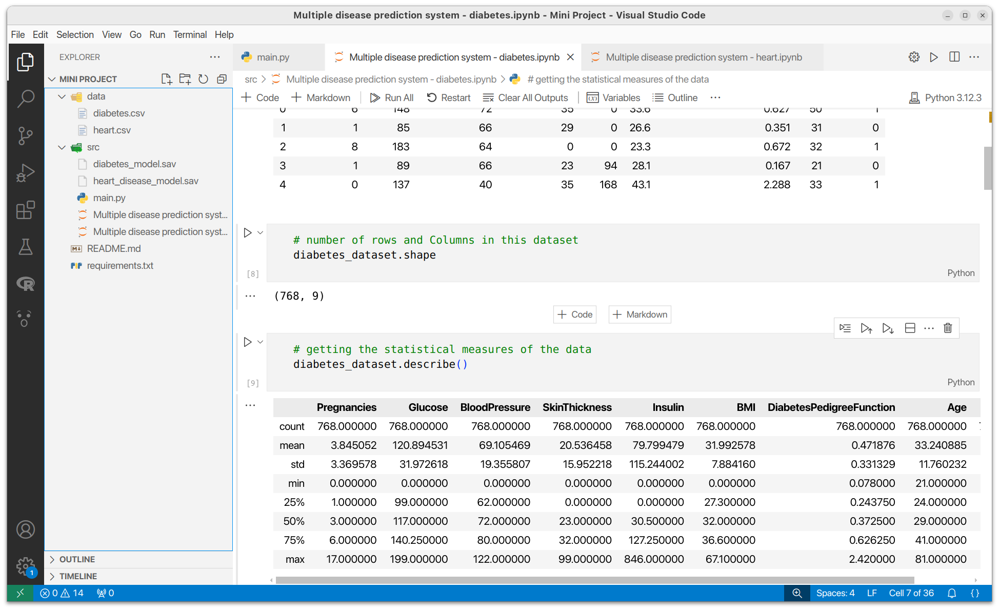 Multiple disease prediction system - diabetes.ipynb - Mini Project - Visual Studio Code
File Edit Selection View Go Run Terminal Help
EXPLORER
MINI PROJECT
data
diabetes.csv
heart.csv
src
diabetes_model.sav
heart_disease_model.sav
main.py
Multiple disease prediction syst...
Multiple disease prediction syst...
README.md
requirements.txt
OUTLINE
TIMELINE
main.py Multiple disease prediction system - diabetes.ipynb Multiple disease prediction system - heart.ipynb
src > Multiple disease prediction system - diabetes.ipynb > # getting the statistical measures of the data
+ Code + Markdown Run All Restart Clear All Outputs Variables Outline ... Python 3.12.3
0 6 148 72 35 0 33.6 0.627 50 1
1 1 85 66 29 0 26.6 0.351 31 0
2 8 183 64 0 0 23.3 0.672 32 1
3 1 89 66 23 94 28.1 0.167 21 0
4 0 137 40 35 168 43.1 2.288 33 1
# number of rows and Columns in this dataset
diabetes_dataset.shape
[8] Python
(768, 9)
+ Code + Markdown
# getting the statistical measures of the data
diabetes_dataset.describe()
[9] Python
Pregnancies Glucose BloodPressure SkinThickness Insulin BMI DiabetesPedigreeFunction Age
count 768.000000 768.000000 768.000000 768.000000 768.000000 768.000000 768.000000 768.000000
mean 3.845052 120.894531 69.105469 20.536458 79.799479 31.992578 0.471876 33.240885
std 3.369578 31.972618 19.355807 15.952218 115.244002 7.884160 0.331329 11.760232
min 0.000000 0.000000 0.000000 0.000000 0.000000 0.000000 0.078000 21.000000
25% 1.000000 99.000000 62.000000 0.000000 0.000000 27.300000 0.243750 24.000000
50% 3.000000 117.000000 72.000000 23.000000 30.500000 32.000000 0.372500 29.000000
75% 6.000000 140.250000 80.000000 32.000000 127.250000 36.600000 0.626250 41.000000
max 17.000000 199.000000 122.000000 99.000000 846.000000 67.100000 2.420000 81.000000
1
0 14 0 Spaces: 4 LF Cell 7 of 36 {}